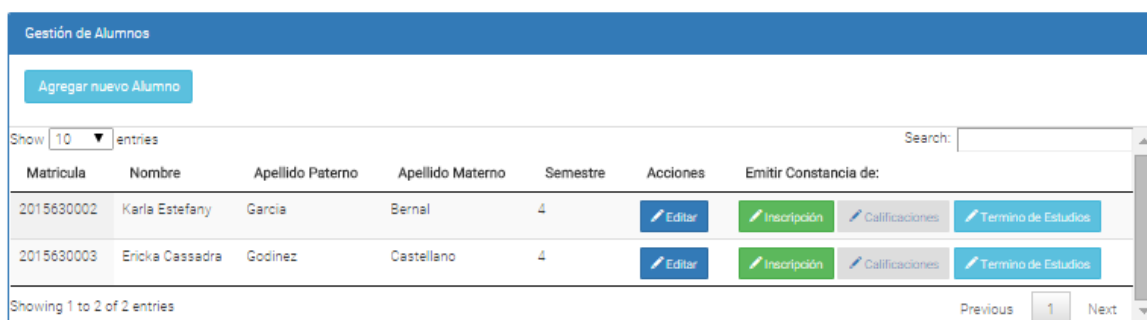 Gestión de Alumnos
Agregar nuevo Alumno
Show 10 entries Search:
Matricula Nombre Apellido Paterno Apellido Materno Semestre Acciones Emitir Constancia de:
2015630002 Karla Estefany Garcia Bernal 4 Editar Inscripción Calificaciones Termino de Estudios
2015630003 Ericka Cassadra Godinez Castellano 4 Editar Inscripción Calificaciones Termino de Estudios
Showing 1 to 2 of 2 entries Previous 1 Next